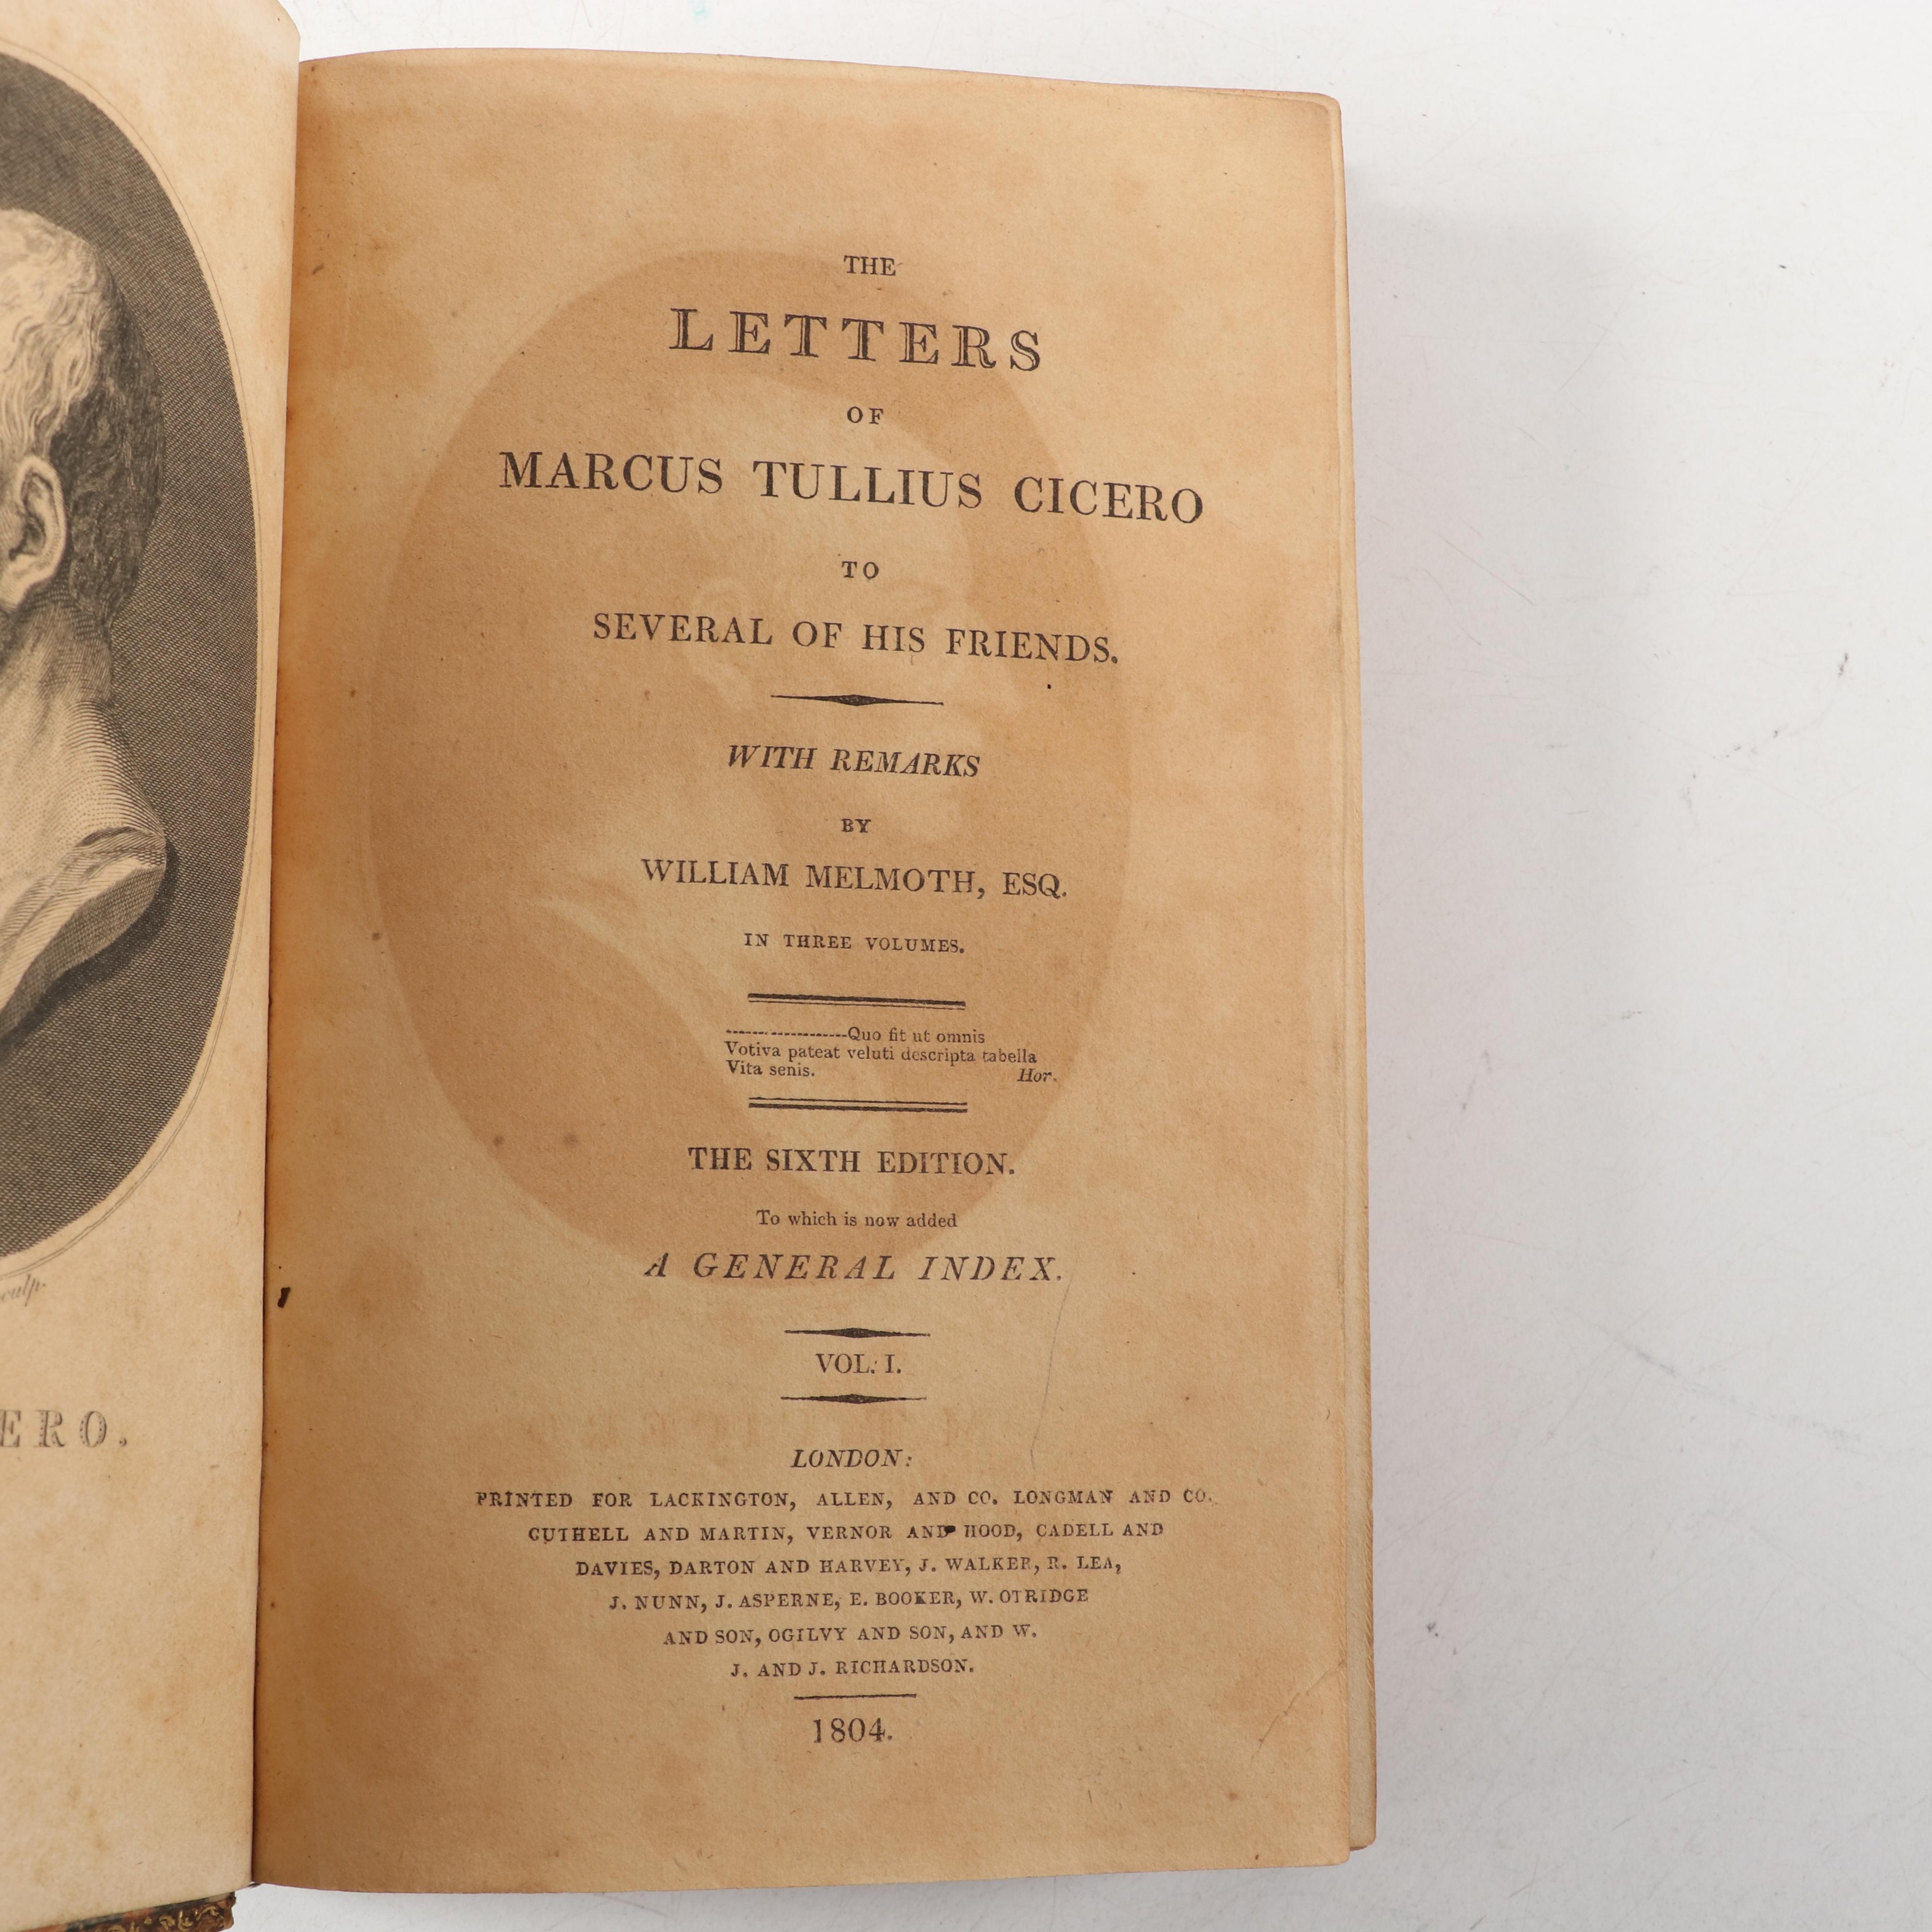 THE
LETTERS
OF
MARCUS TULLIUS CICERO
TO
SEVERAL OF HIS FRIENDS.
WITH REMARKS
BY
WILLIAM MELMOTH, ESQ.
IN THREE VOLUMES.
-------------------Quo fit ut omnis
Votiva pateat veluti descripta tabella
Vita senis. Hor.
THE SIXTH EDITION.
To which is now added
A GENERAL INDEX.
VOL. I.
LONDON:
PRINTED FOR LACKINGTON, ALLEN, AND CO. LONGMAN AND CO.
CUTHELL AND MARTIN, VERNOR AND HOOD, CADELL AND
DAVIES, DARTON AND HARVEY, J. WALKER, R. LEA,
J. NUNN, J. ASPERNE, E. BOOKER, W. OTRIDGE
AND SON, OGILVY AND SON, AND W.
J. AND J. RICHARDSON.
1804.
culp.
ERO.